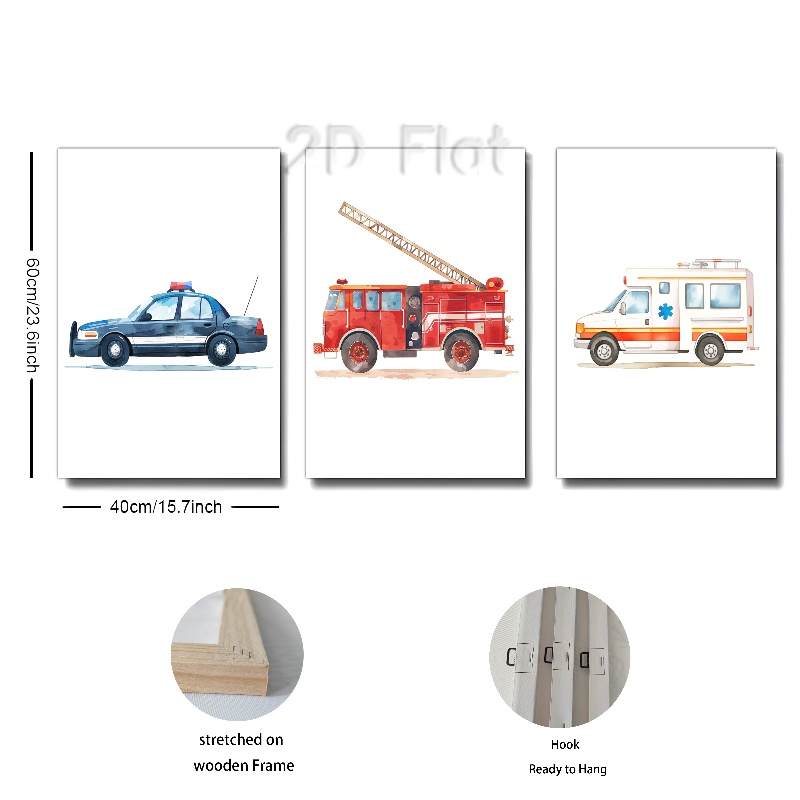 2D Flat
60cm/23.6inch
40cm/15.7inch
stretched on
wooden Frame
Hook
Ready to Hang